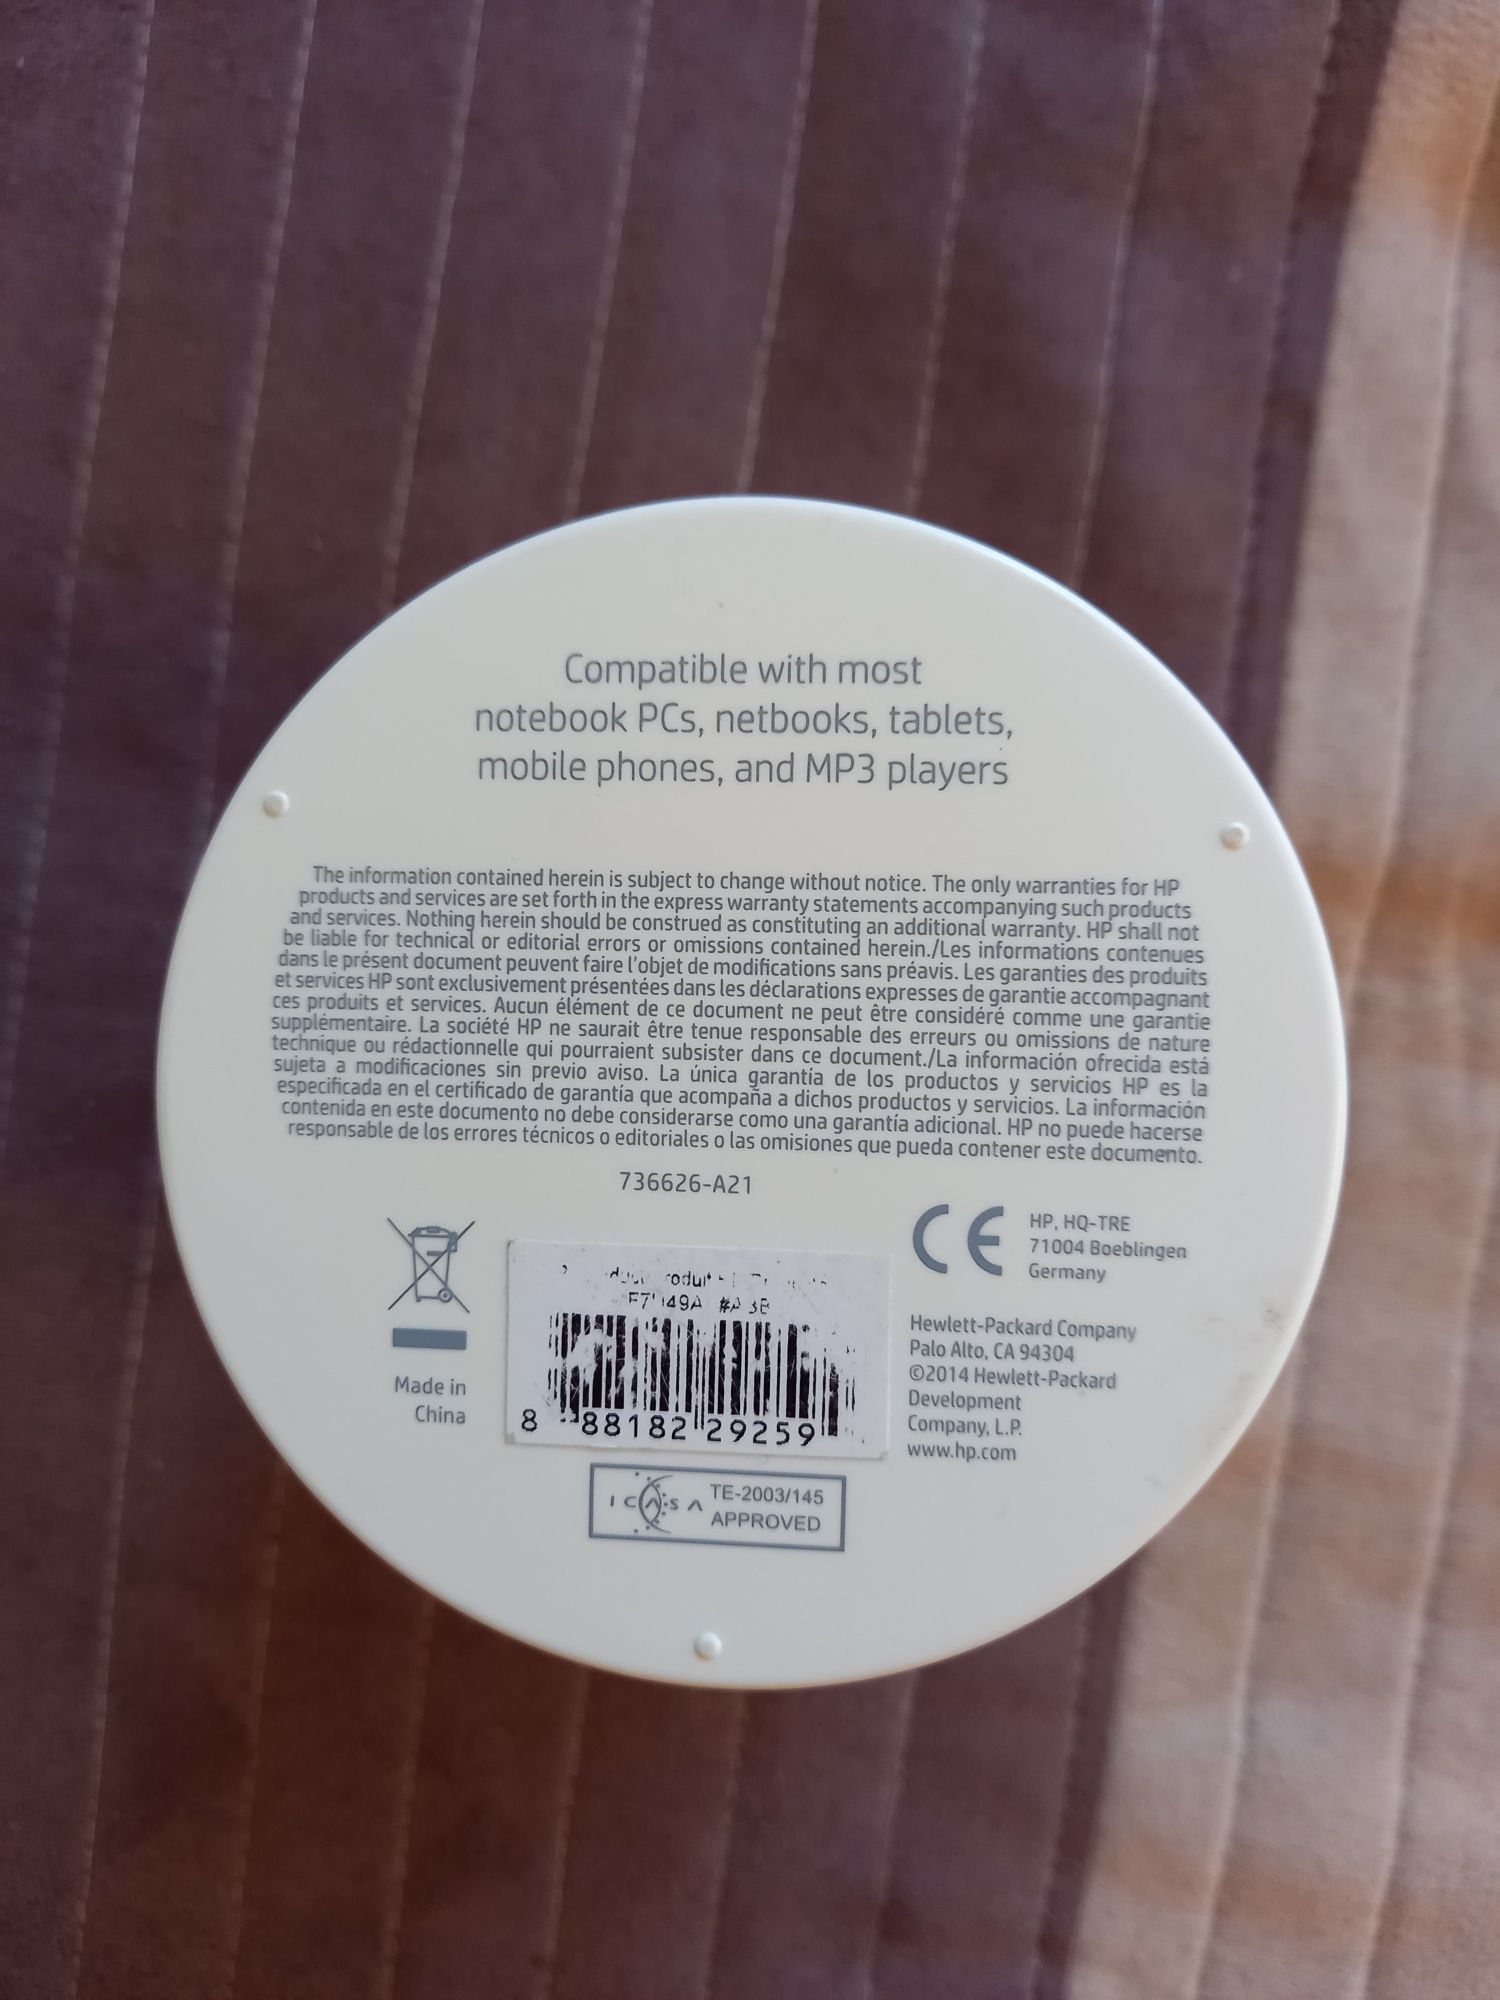 Compatible with most
notebook PCs, netbooks, tablets,
mobile phones, and MP3 players
The information contained herein is subject to change without notice. The only warranties for HP
products and services are set forth in the express warranty statements accompanying such products
and services. Nothing herein should be construed as constituting an additional warranty. HP shall not
be liable for technical or editorial errors or omissions contained herein./Les informations contenues
dans le présent document peuvent faire l'objet de modifications sans préavis. Les garanties des produits
et services HP sont exclusivement présentées dans les déclarations expresses de garantie accompagnant
ces produits et services. Aucun élément de ce document ne peut être considéré comme une garantie
supplémentaire. La société HP ne saurait être tenue responsable des erreurs ou omissions de nature
technique ou rédactionnelle qui pourraient subsister dans ce document./La información ofrecida está
sujeta a modificaciones sin previo aviso. La única garantía de los productos y servicios HP es la
especificada en el certificado de garantía que acompaña a dichos productos y servicios. La información
contenida en este documento no debe considerarse como una garantía adicional. HP no puede hacerse
responsable de los errores técnicos o editoriales o las omisiones que pueda contener este documento.
736626-A21
HP, HQ-TRE
71004 Boeblingen
Germany
8 88182 29259
Made in
China
Hewlett-Packard Company
Palo Alto, CA 94304
©2014 Hewlett-Packard
Development
Company, L.P.
www.hp.com
ICASA TE-2003/145
APPROVED